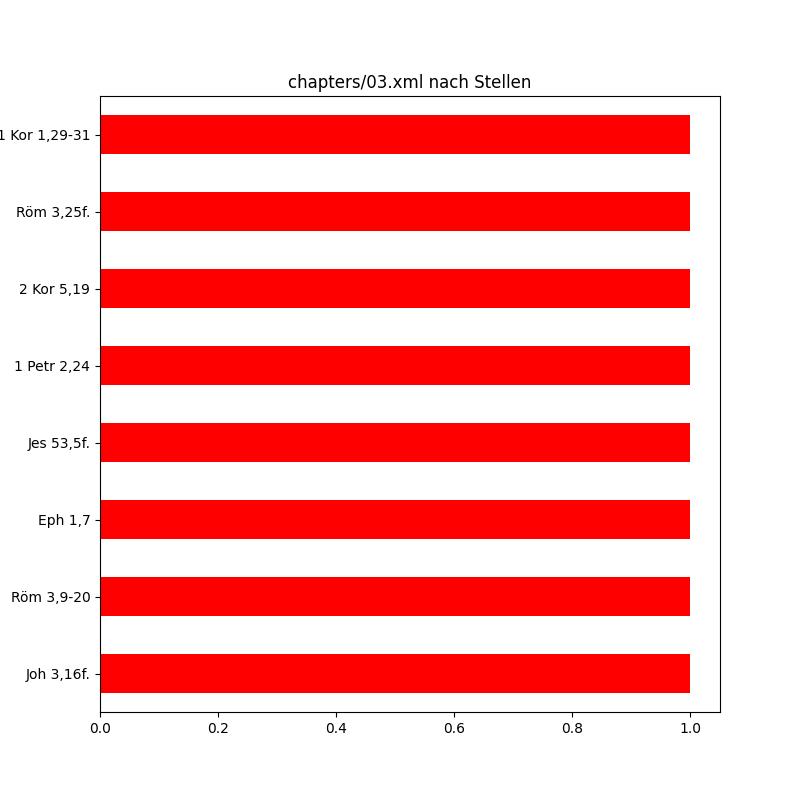 chapters/03.xml nach Stellen
1 Kor 1,29-31
Röm 3,25f.
2 Kor 5,19
1 Petr 2,24
Jes 53,5f.
Eph 1,7
Röm 3,9-20
Joh 3,16f.
0.0 0.2 0.4 0.6 0.8 1.0